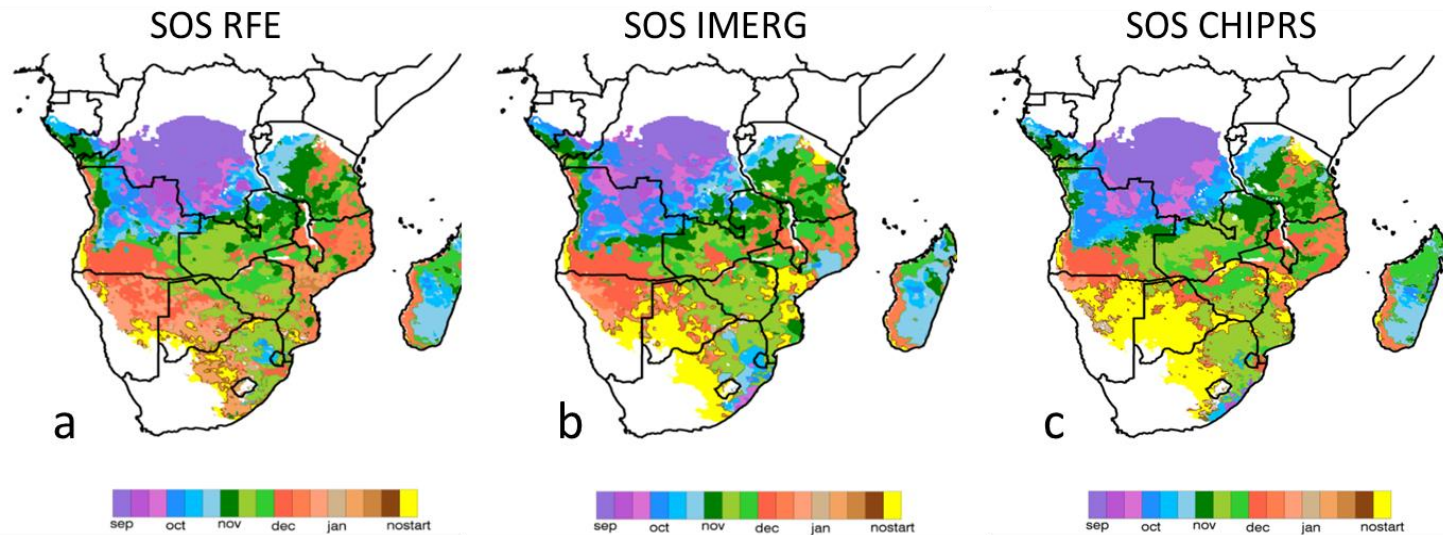 SOS RFE
SOS IMERG
SOS CHIPRS
a
b
c
sep oct nov dec jan nostart
sep oct nov dec jan nostart
sep oct nov dec jan nostart